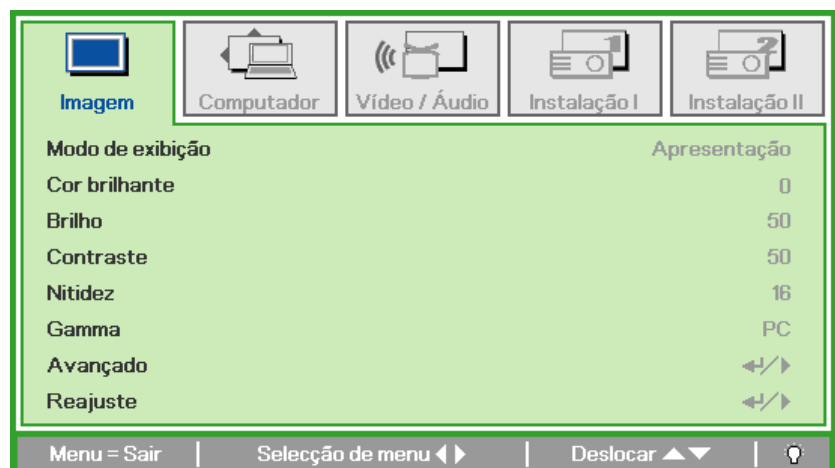 Imagem Computador Vídeo / Áudio Instalação I Instalação II
Modo de exibição Apresentação
Cor brilhante 0
Brilho 50
Contraste 50
Nitidez 16
Gamma PC
Avançado
Reajuste
Menu = Sair Selecção de menu Deslocar